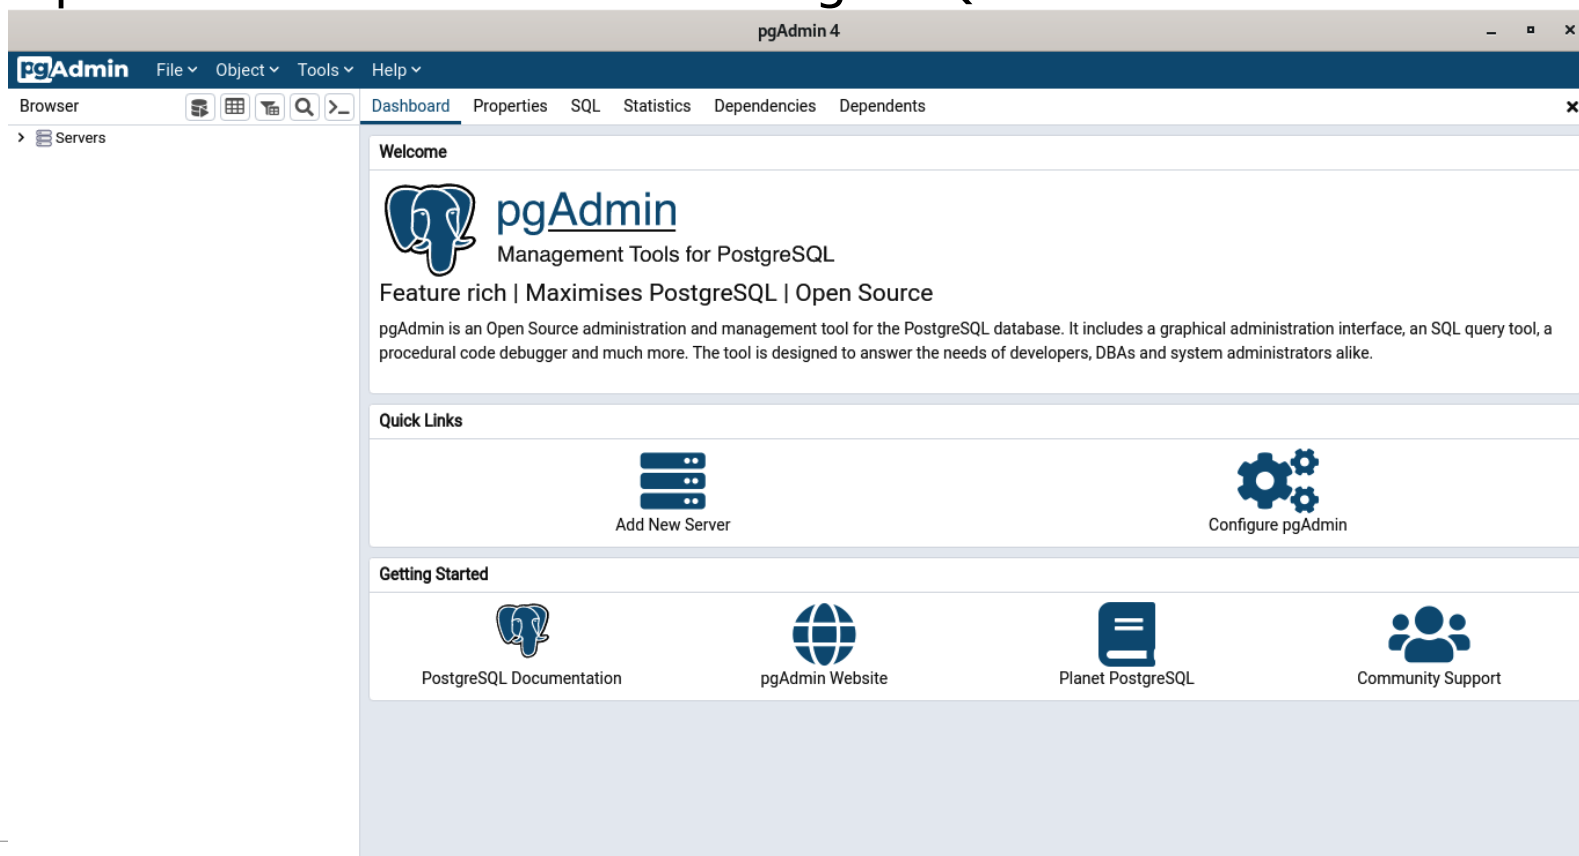 pgAdmin 4
pgAdmin File Object Tools Help
Browser
Dashboard Properties SQL Statistics Dependencies Dependents
Servers
Welcome
pgAdmin
Management Tools for PostgreSQL
Feature rich | Maximises PostgreSQL | Open Source
pgAdmin is an Open Source administration and management tool for the PostgreSQL database. It includes a graphical administration interface, an SQL query tool, a
procedural code debugger and much more. The tool is designed to answer the needs of developers, DBAs and system administrators alike.
Quick Links
Add New Server
Configure pgAdmin
Getting Started
PostgreSQL Documentation
pgAdmin Website
Planet PostgreSQL
Community Support